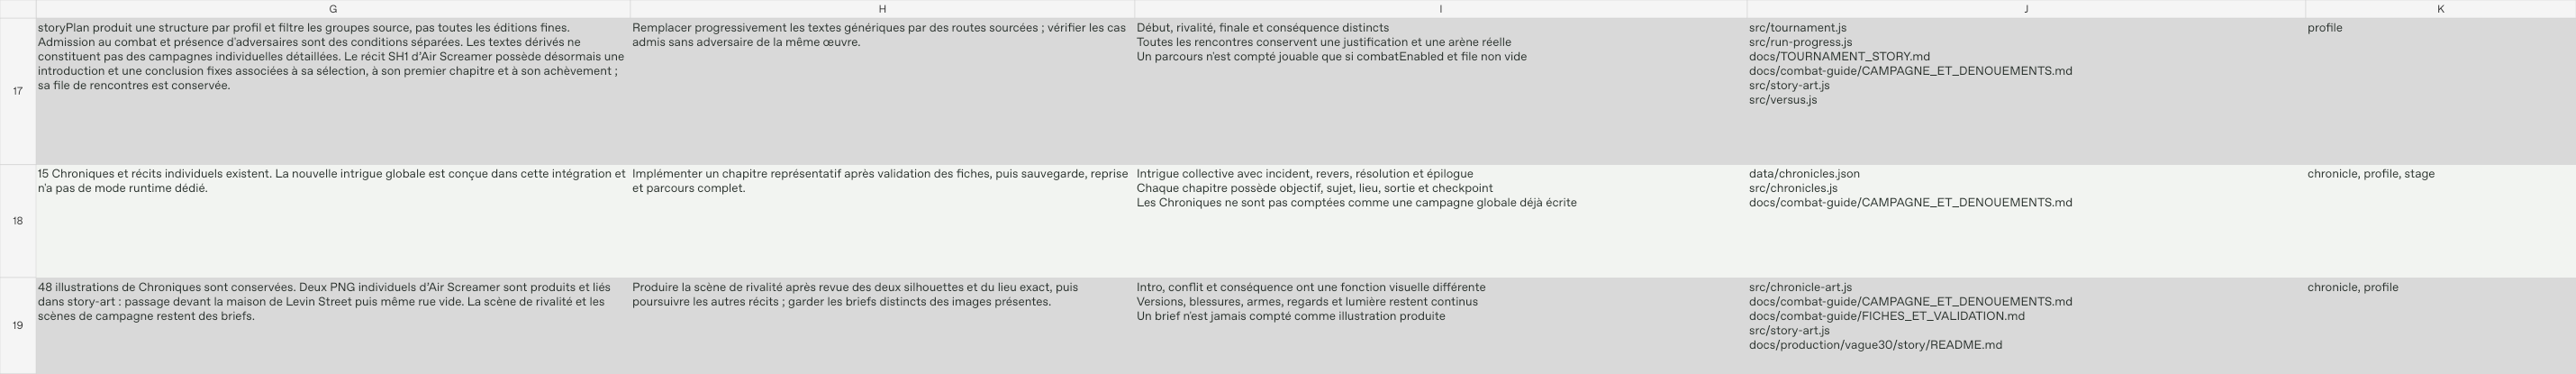 G H I J K
17
storyPlan produit une structure par profil et filtre les groupes source, pas toutes les éditions fines.
Admission au combat et présence d'adversaires sont des conditions séparées. Les textes dérivés ne
constituent pas des campagnes individuelles détaillées. Le récit SH1 d’Air Screamer possède désormais une
introduction et une conclusion fixes associées à sa sélection, à son premier chapitre et à son achèvement ;
sa file de rencontres est conservée.
Remplacer progressivement les textes génériques par des routes sourcées ; vérifier les cas
admis sans adversaire de la même œuvre.
Début, rivalité, finale et conséquence distincts
Toutes les rencontres conservent une justification et une arène réelle
Un parcours n'est compté jouable que si combatEnabled et file non vide
src/tournament.js
src/run-progress.js
docs/TOURNAMENT_STORY.md
docs/combat-guide/CAMPAGNE_ET_DENOUEMENTS.md
src/story-art.js
src/versus.js
profile
18
15 Chroniques et récits individuels existent. La nouvelle intrigue globale est conçue dans cette intégration et
n'a pas de mode runtime dédié.
Implémenter un chapitre représentatif après validation des fiches, puis sauvegarde, reprise
et parcours complet.
Intrigue collective avec incident, revers, résolution et épilogue
Chaque chapitre possède objectif, sujet, lieu, sortie et checkpoint
Les Chroniques ne sont pas comptées comme une campagne globale déjà écrite
data/chronicles.json
src/chronicles.js
docs/combat-guide/CAMPAGNE_ET_DENOUEMENTS.md
chronicle, profile, stage
19
48 illustrations de Chroniques sont conservées. Deux PNG individuels d’Air Screamer sont produits et liés
dans story-art : passage devant la maison de Levin Street puis même rue vide. La scène de rivalité et les
scènes de campagne restent des briefs.
Produire la scène de rivalité après revue des deux silhouettes et du lieu exact, puis
poursuivre les autres récits ; garder les briefs distincts des images présentes.
Intro, conflit et conséquence ont une fonction visuelle différente
Versions, blessures, armes, regards et lumière restent continus
Un brief n'est jamais compté comme illustration produite
src/chronicle-art.js
docs/combat-guide/CAMPAGNE_ET_DENOUEMENTS.md
docs/combat-guide/FICHES_ET_VALIDATION.md
src/story-art.js
docs/production/vague30/story/README.md
chronicle, profile